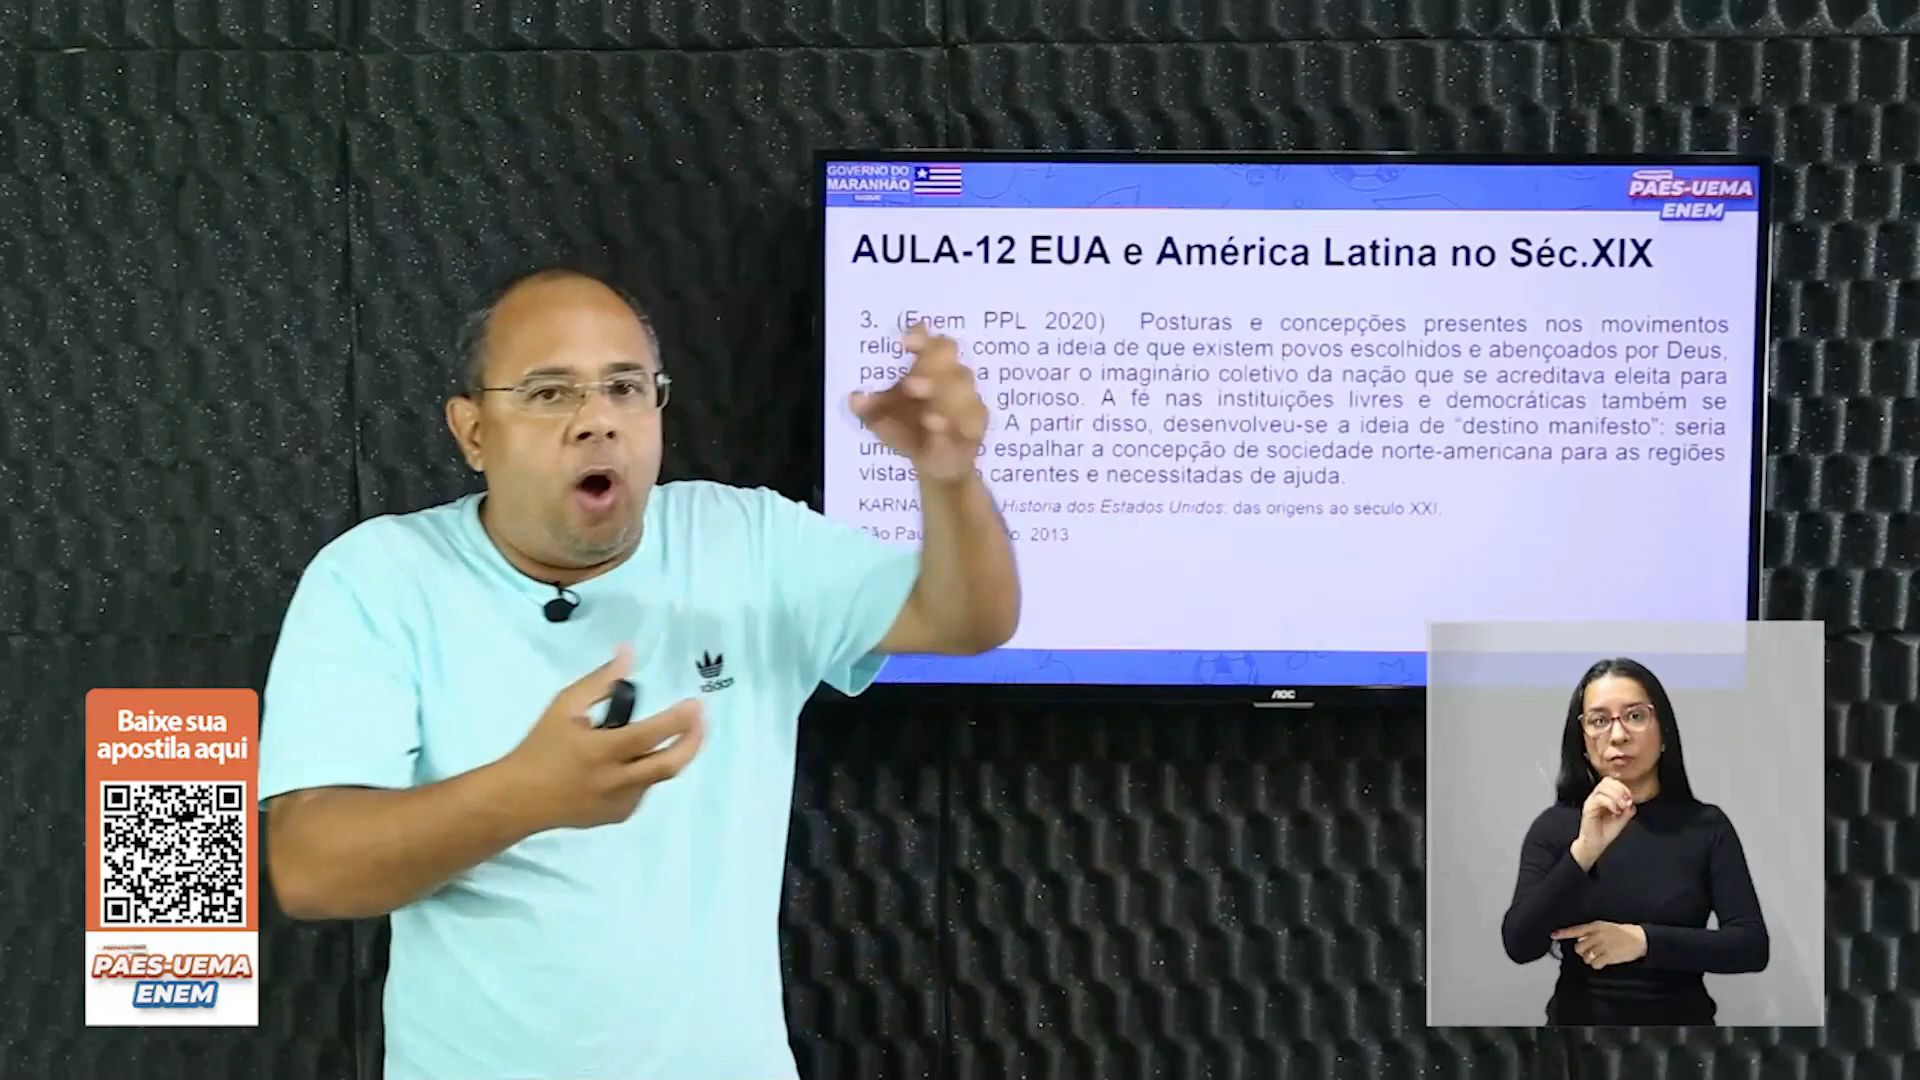 GOVERNO DO
MARANHÃO
PAES-UEMA
ENEM
AULA-12 EUA e América Latina no Séc.XIX
3. (Enem PPL 2020) Posturas e concepções presentes nos movimentos
como a ideia de que existem povos escolhidos e abençoados por Deus,
a povoar o imaginário coletivo da nação que se acreditava eleita para
glorioso. A fé nas instituições livres e democráticas também se
A partir disso, desenvolveu-se a ideia de “destino manifesto”: seria
espalhar a concepção de sociedade norte-americana para as regiões
vistas carentes e necessitadas de ajuda.
História dos Estados Unidos: das origens ao século XXI.
São 2013
AOC
adidas
Baixe sua
apostila aqui
PAES-UEMA
ENEM